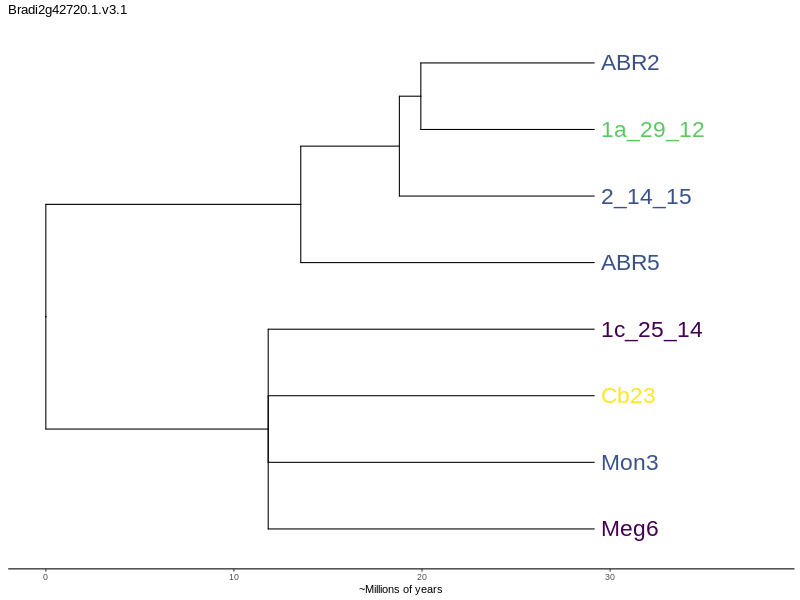 Bradi2g42720.1.v3.1
ABR2
1a_29_12
2_14_15
ABR5
1c_25_14
Cb23
Mon3
Meg6
0 10 20 30
~Millions of years